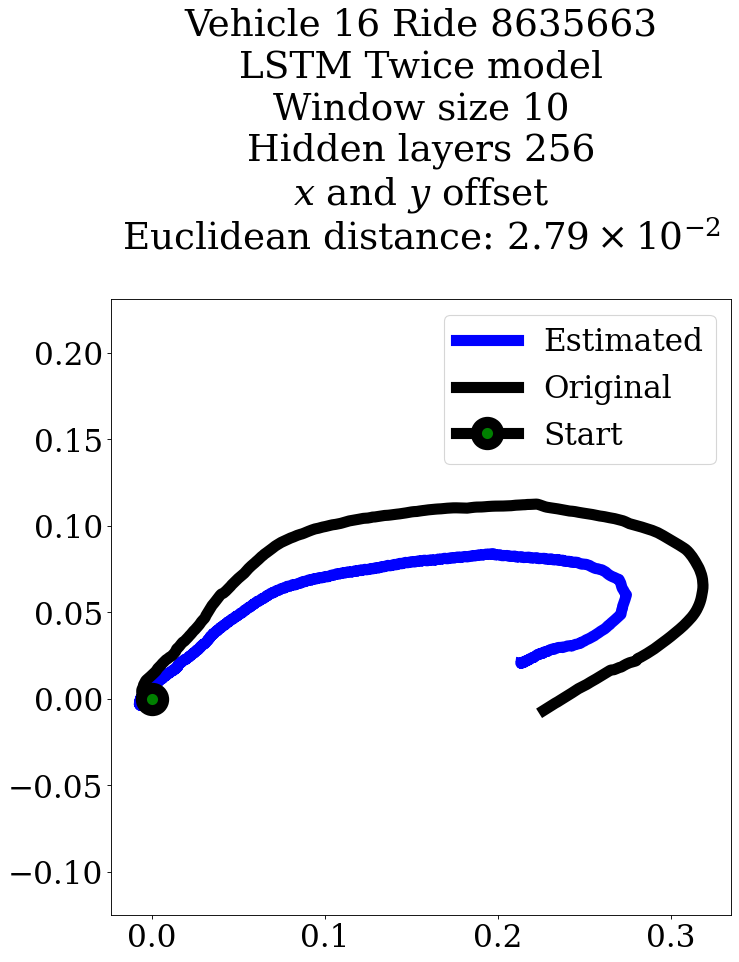 Vehicle 16 Ride 8635663
LSTM Twice model
Window size 10
Hidden layers 256
x and y offset
Euclidean distance: 2.79 × 10⁻²
Estimated
Original
Start
0.20
0.15
0.10
0.05
0.00
−0.05
−0.10
0.0 0.1 0.2 0.3